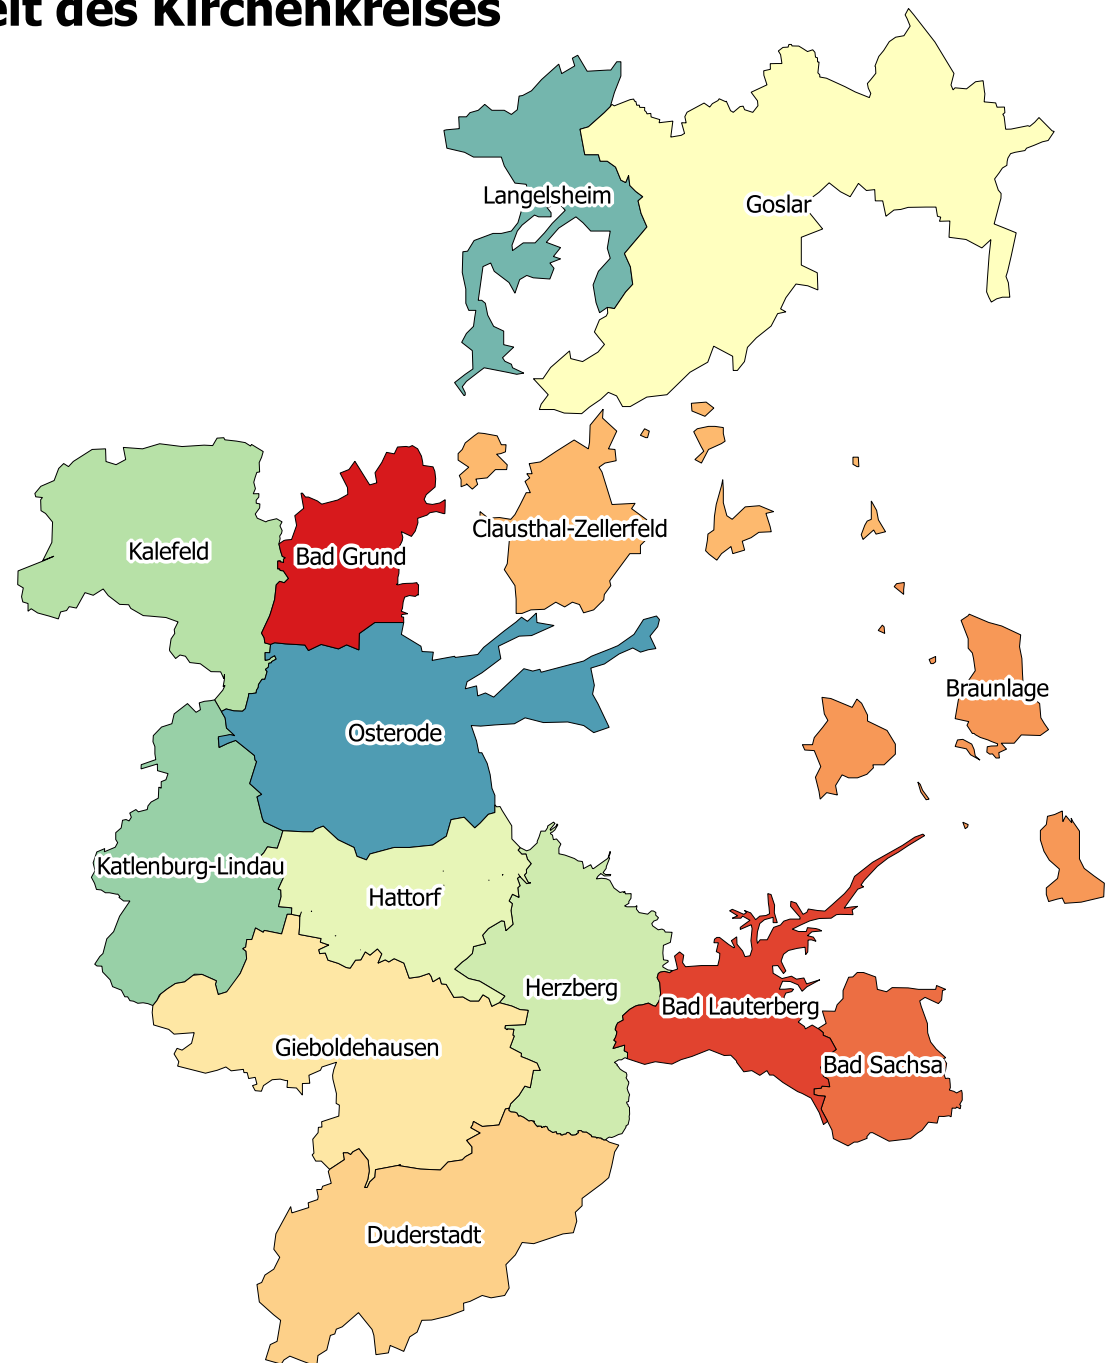 des Kirchenkreises
Langelsheim
Goslar
Clausthal-Zellerfeld
Kalefeld
Bad Grund
Braunlage
Osterode
Katlenburg-Lindau
Hattorf
Herzberg
Bad Lauterberg
Gieboldehausen
Bad Sachsa
Duderstadt